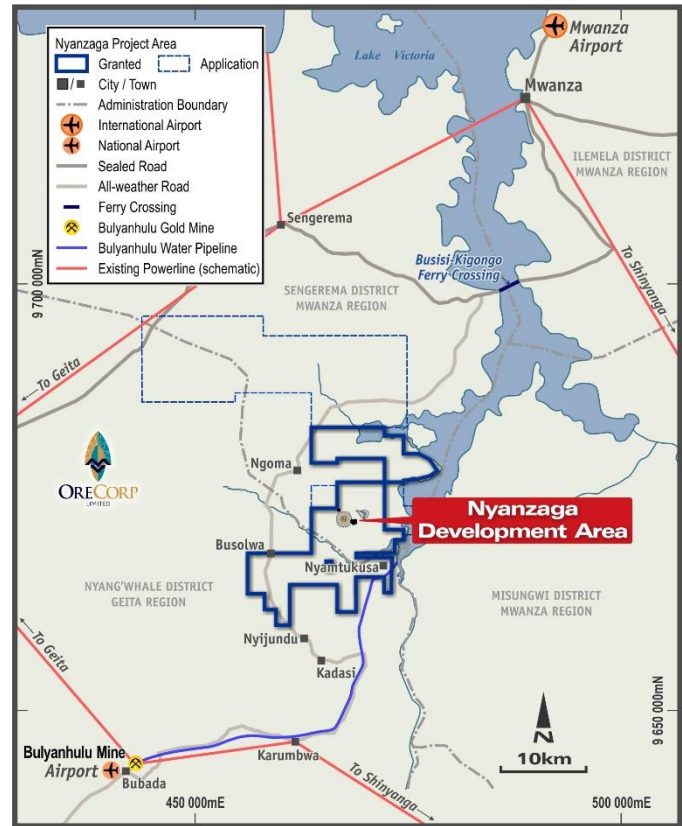 Nyanzaga Project Area
Granted
Application
/ City / Town
Administration Boundary
International Airport
National Airport
Sealed Road
All-weather Road
Ferry Crossing
Bulyanhulu Gold Mine
Bulyanhulu Water Pipeline
Existing Powerline (schematic)
Lake Victoria
Mwanza
Airport
Mwanza
ILEMELA DISTRICT
MWANZA REGION
Sengerema
Busisi-Kigongo
Ferry Crossing
To Shinyanga
SENGEREMA DISTRICT
MWANZA REGION
9 700 000mN
To Geita
ORECORP
LIMITED
Ngoma
Nyanzaga
Development Area
Busolwa
Nyamtukusa
NYANG'WHALE DISTRICT
GEITA REGION
MISUNGWI DISTRICT
MWANZA REGION
Nyijundu
Kadasi
To Geita
9 650 000mN
N
10km
Bulyanhulu Mine
Airport
Bubada
Karumbwa
To Shinyanga
450 000mE
500 000mE